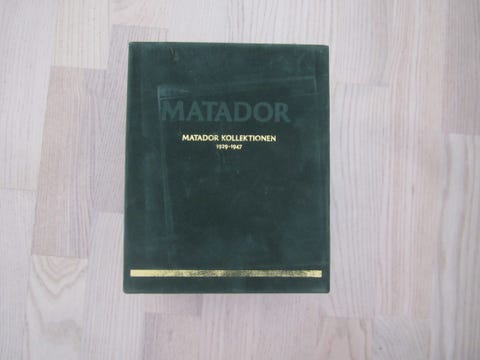 MATADOR
MATADOR KOLLEKTIONEN
1929-1947